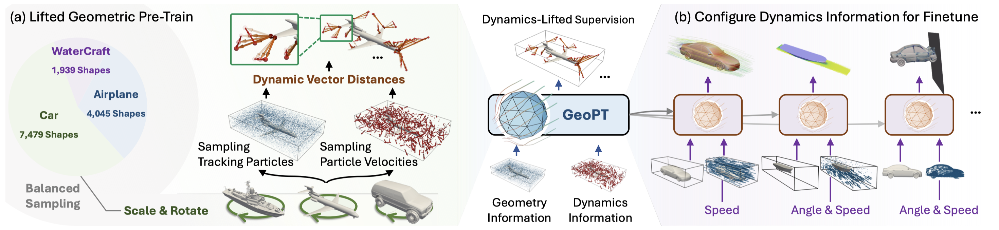 (a) Lifted Geometric Pre-Train
WaterCraft
1,939 Shapes
Airplane
4,045 Shapes
Car
7,479 Shapes
Balanced
Sampling
Scale & Rotate
...
Dynamic Vector Distances
Sampling
Tracking Particles
Sampling
Particle Velocities
Dynamics-Lifted Supervision
...
GeoPT
Geometry
Information
Dynamics
Information
(b) Configure Dynamics Information for Finetune
...
Speed
Angle & Speed
Angle & Speed